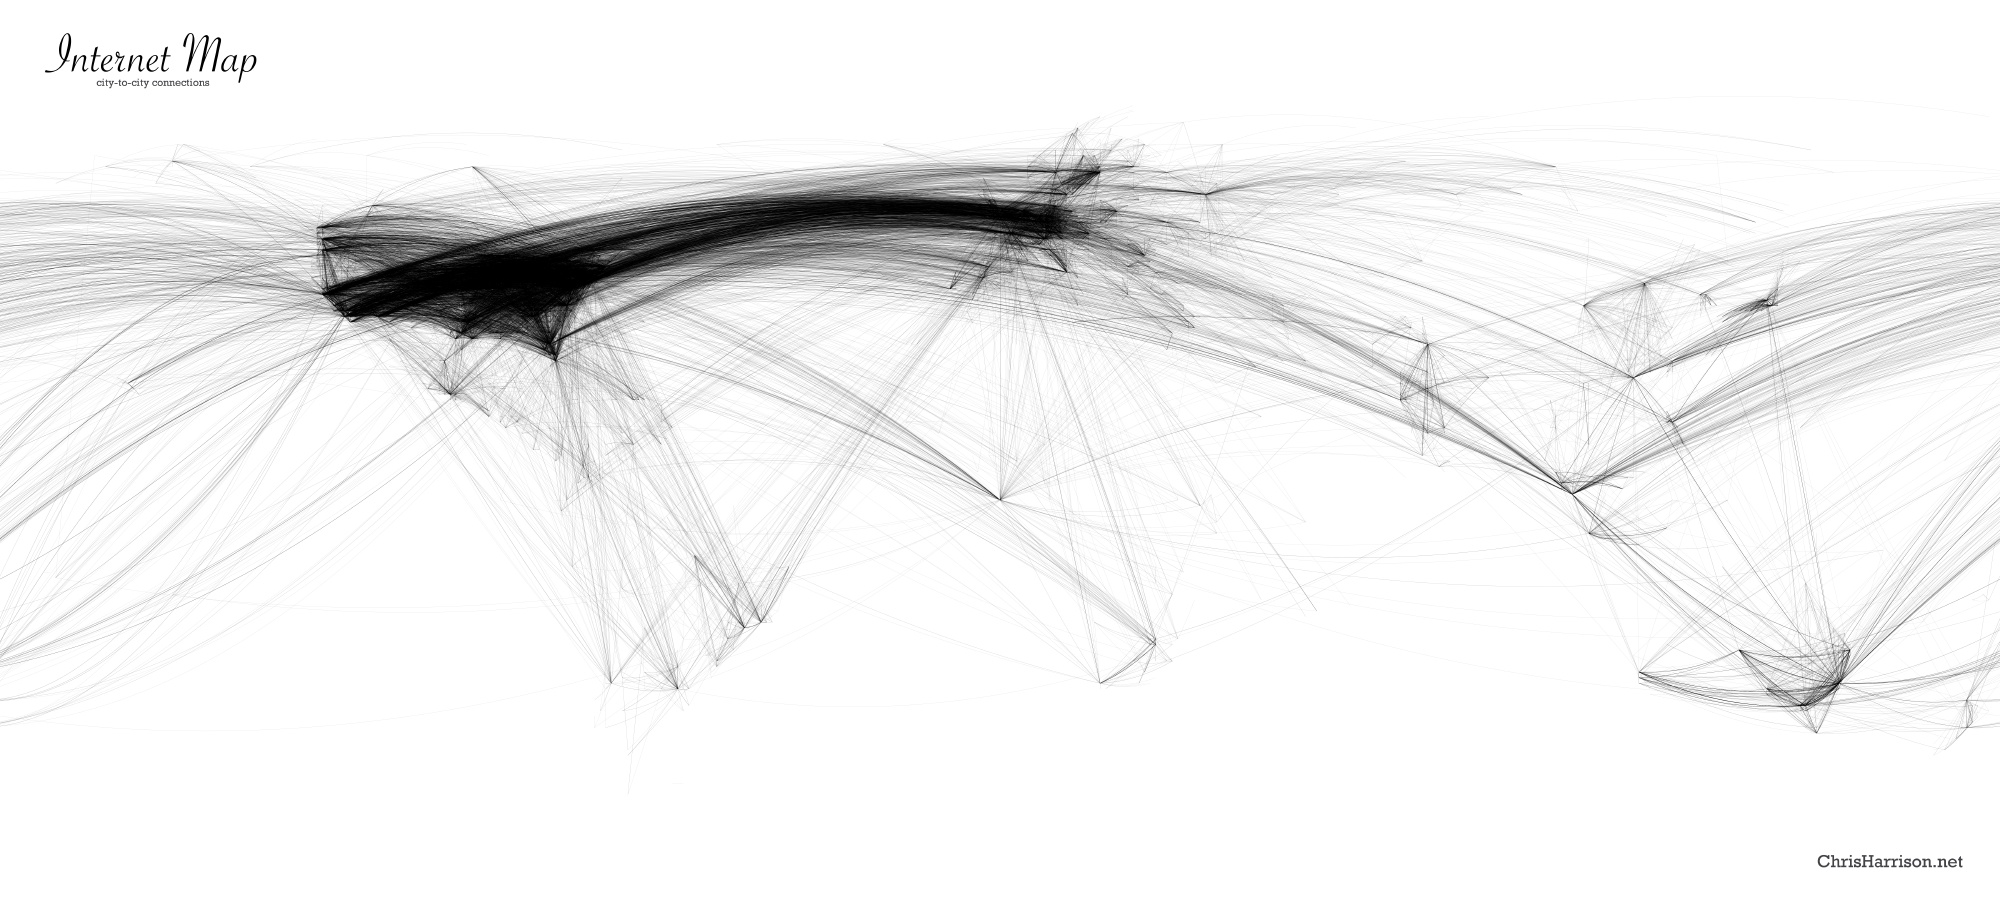 Internet Map
city-to-city connections
ChrisHarrison.net